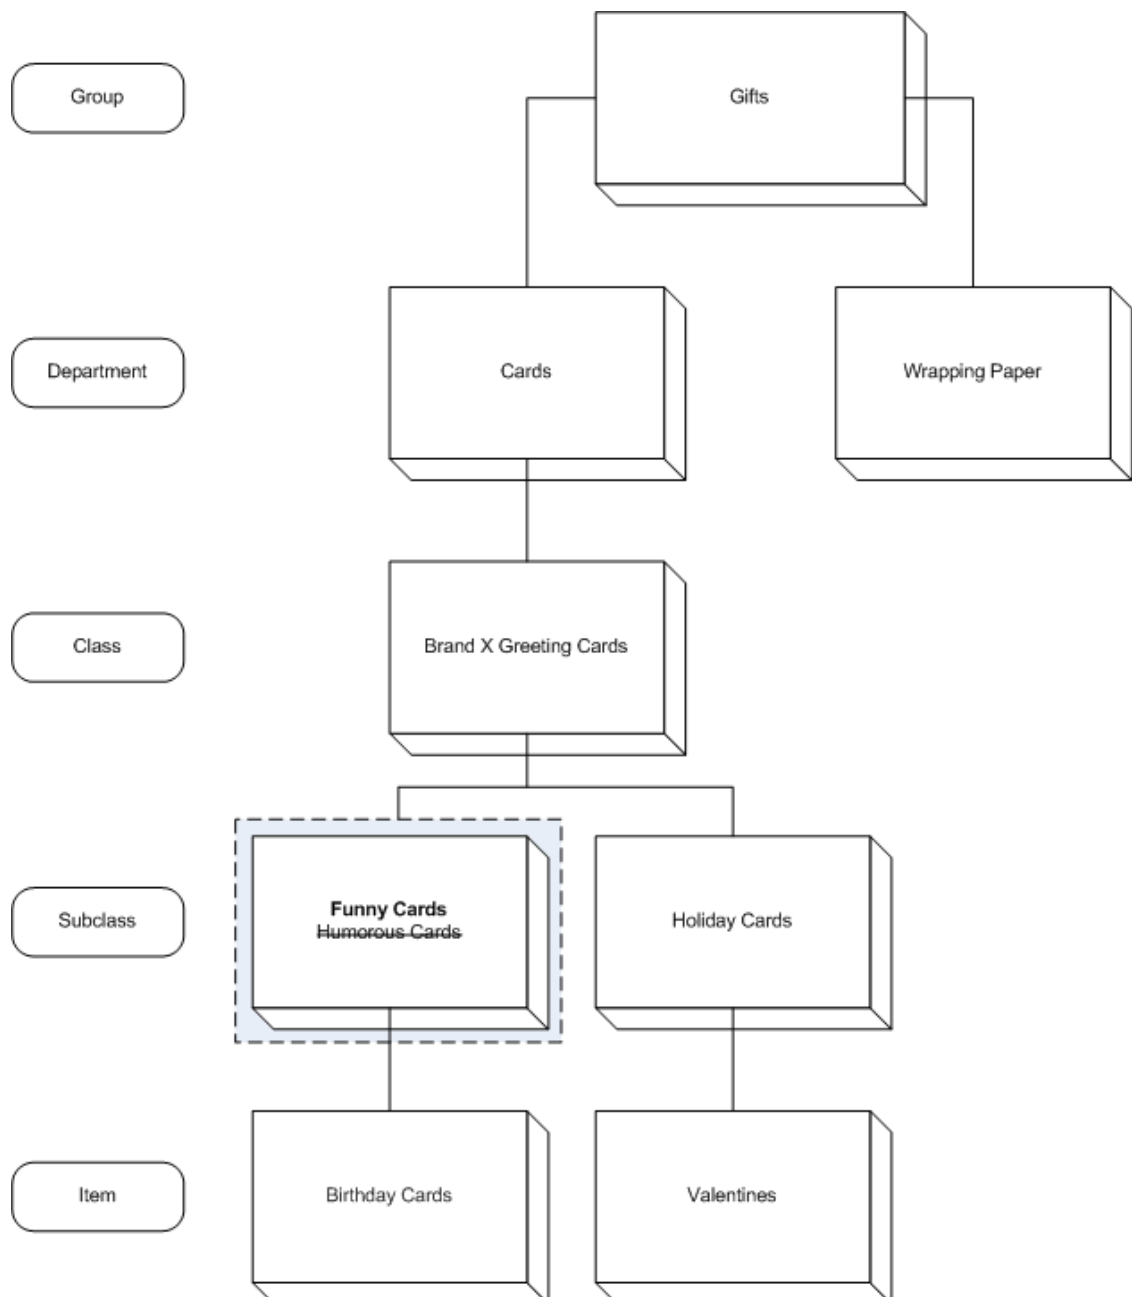 Group
Gifts
Department
Cards
Wrapping Paper
Class
Brand X Greeting Cards
Subclass
Funny Cards
Humorous Cards
Holiday Cards
Item
Birthday Cards
Valentines